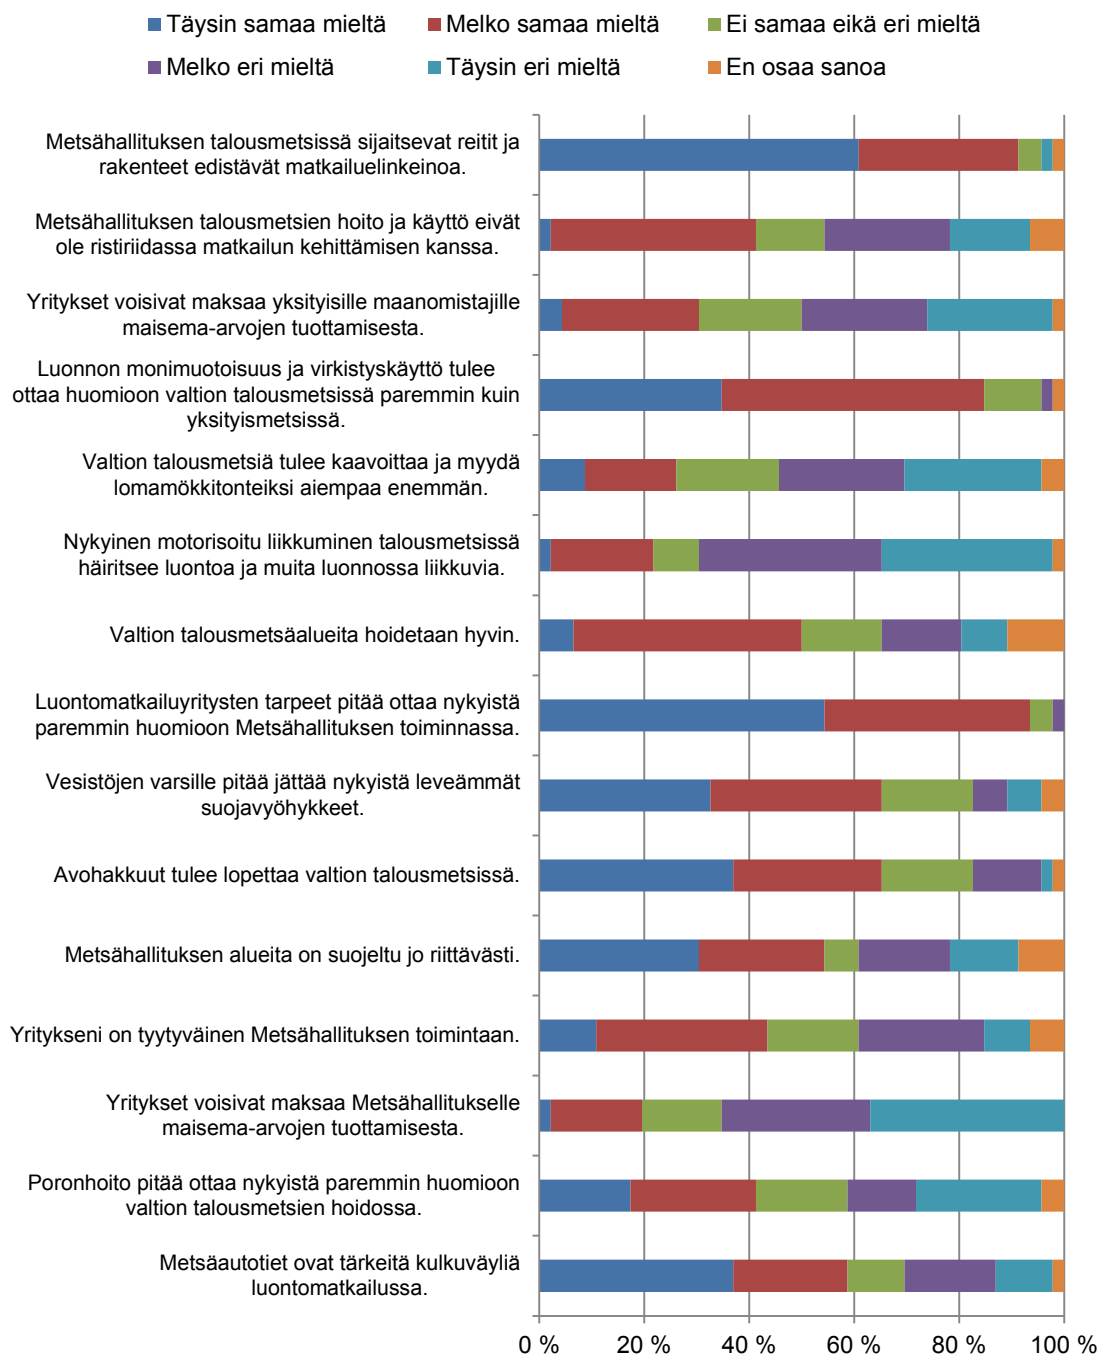 Täysin samaa mieltä Melko samaa mieltä Ei samaa eikä eri mieltä
Melko eri mieltä Täysin eri mieltä En osaa sanoa
Metsähallituksen talousmetsissä sijaitsevat reitit ja
rakenteet edistävät matkailuelinkeinoa.
Metsähallituksen talousmetsien hoito ja käyttö eivät
ole ristiriidassa matkailun kehittämisen kanssa.
Yritykset voisivat maksaa yksityisille maanomistajille
maisema-arvojen tuottamisesta.
Luonnon monimuotoisuus ja virkistyskäyttö tulee
ottaa huomioon valtion talousmetsissä paremmin kuin
yksityismetsissä.
Valtion talousmetsiä tulee kaavoittaa ja myydä
lomamökkitonteiksi aiempaa enemmän.
Nykyinen motorisoitu liikkuminen talousmetsissä
häiritsee luontoa ja muita luonnossa liikkuvia.
Valtion talousmetsäalueita hoidetaan hyvin.
Luontomatkailuyritysten tarpeet pitää ottaa nykyistä
paremmin huomioon Metsähallituksen toiminnassa.
Vesistöjen varsille pitää jättää nykyistä leveämmät
suojavyöhykkeet.
Avohakkuut tulee lopettaa valtion talousmetsissä.
Metsähallituksen alueita on suojeltu jo riittävästi.
Yritykseni on tyytyväinen Metsähallituksen toimintaan.
Yritykset voisivat maksaa Metsähallitukselle
maisema-arvojen tuottamisesta.
Poronhoito pitää ottaa nykyistä paremmin huomioon
valtion talousmetsien hoidossa.
Metsäautotiet ovat tärkeitä kulkuväyliä
luontomatkailussa.
0 % 20 % 40 % 60 % 80 % 100 %